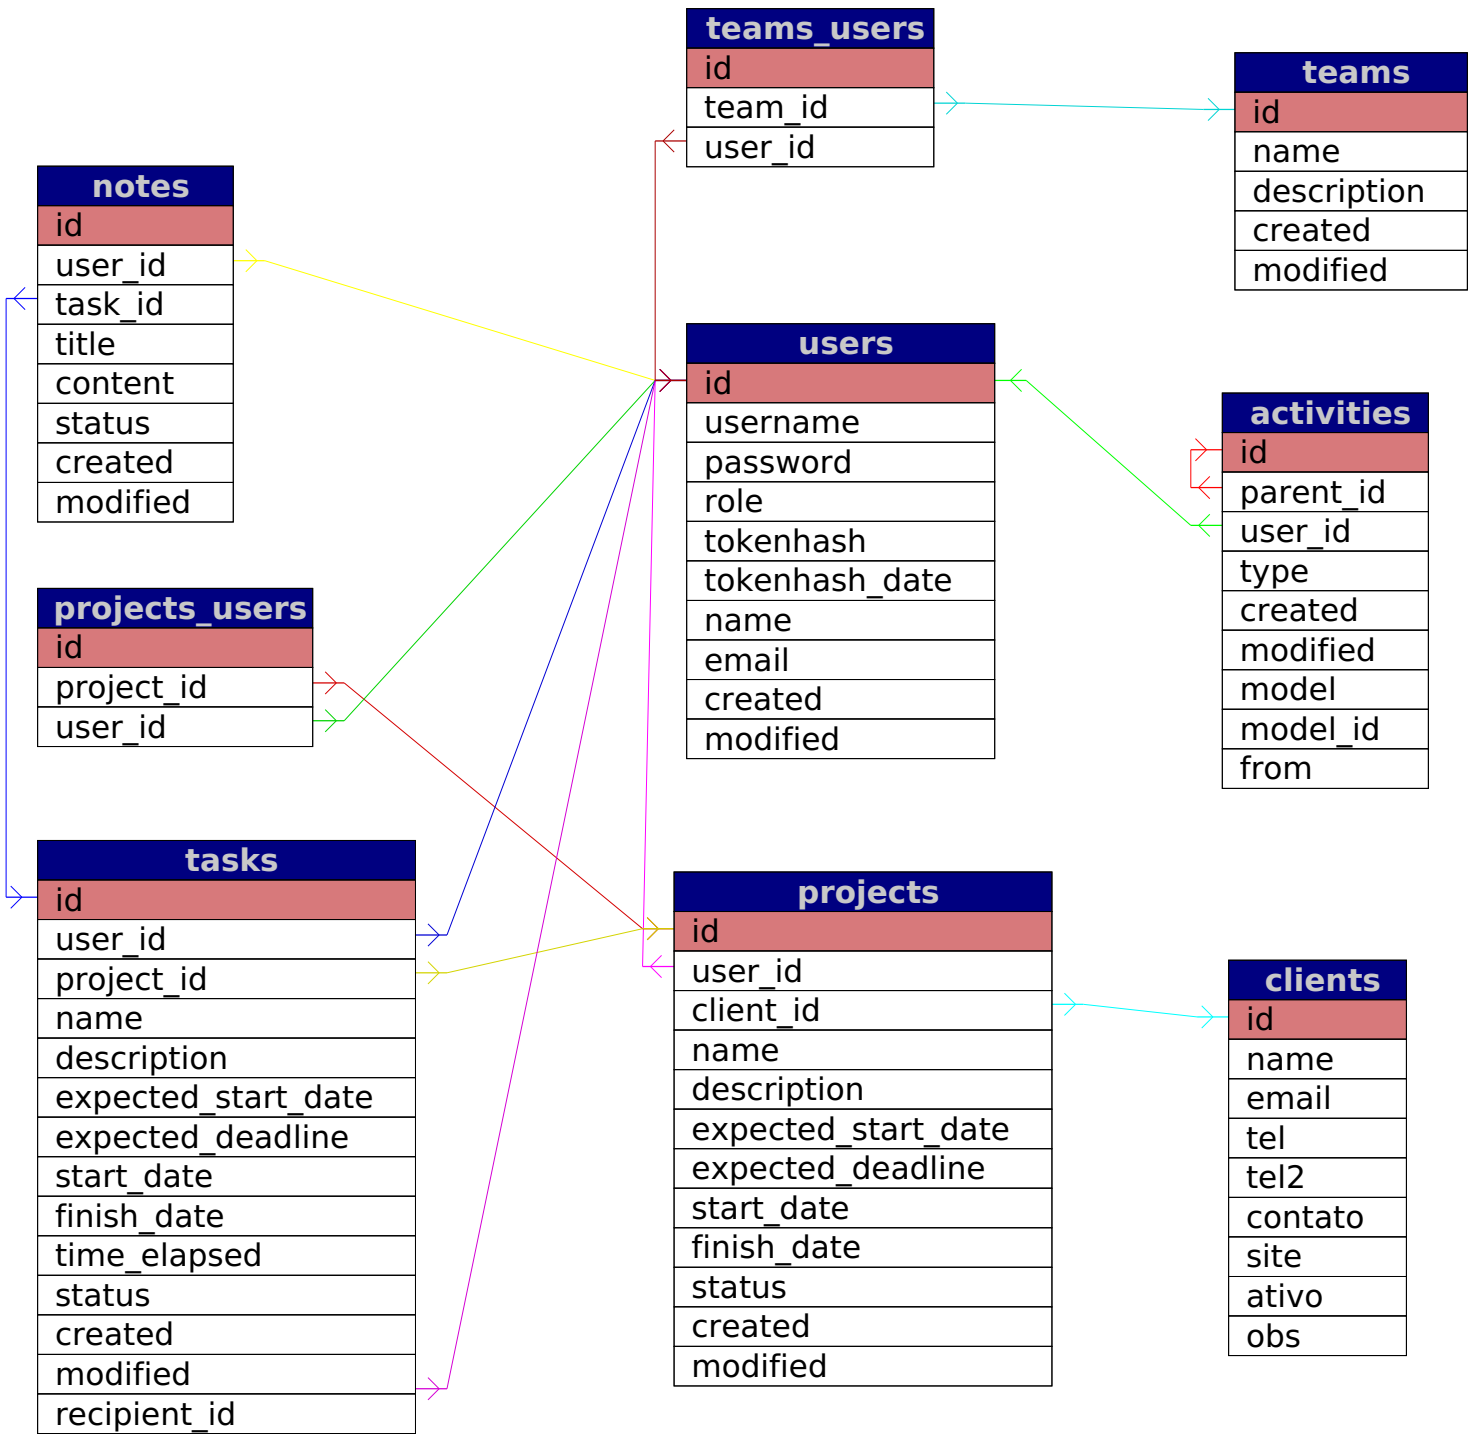 teams_users
id
team_id
user_id
teams
id
name
description
created
modified
notes
id
user_id
task_id
title
content
status
created
modified
users
id
username
password
role
tokenhash
tokenhash_date
name
email
created
modified
activities
id
parent_id
user_id
type
created
modified
model
model_id
from
projects_users
id
project_id
user_id
tasks
id
user_id
project_id
name
description
expected_start_date
expected_deadline
start_date
finish_date
time_elapsed
status
created
modified
recipient_id
projects
id
user_id
client_id
name
description
expected_start_date
expected_deadline
start_date
finish_date
status
created
modified
clients
id
name
email
tel
tel2
contato
site
ativo
obs